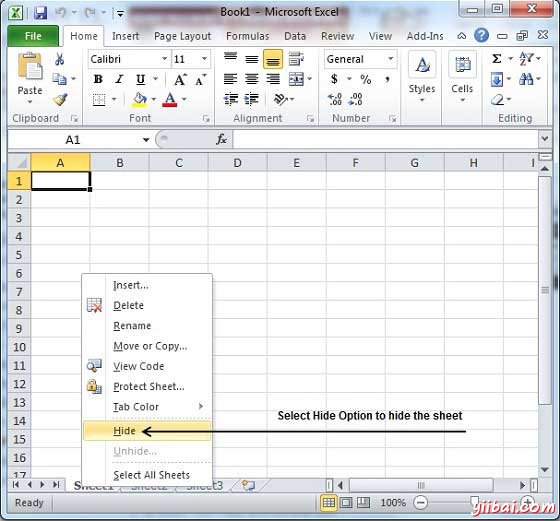 Book1 - Microsoft Excel
File Home Insert Page Layout Formulas Data Review View Add-Ins
Calibri 11 General
Paste B I U A A A $ % , Styles Cells
Clipboard Font Alignment Number Editing
A1 fx
A B C D E F G H I
1
2
3
4
5
6
7
8
9
10
11
12
13
14
15
16
17
Insert...
Delete
Rename
Move or Copy...
View Code
Protect Sheet...
Tab Color
Hide
Unhide...
Select All Sheets
Select Hide Option to hide the sheet
Sheet1 Sheet2 Sheet3
Ready 100%
yiibai.com